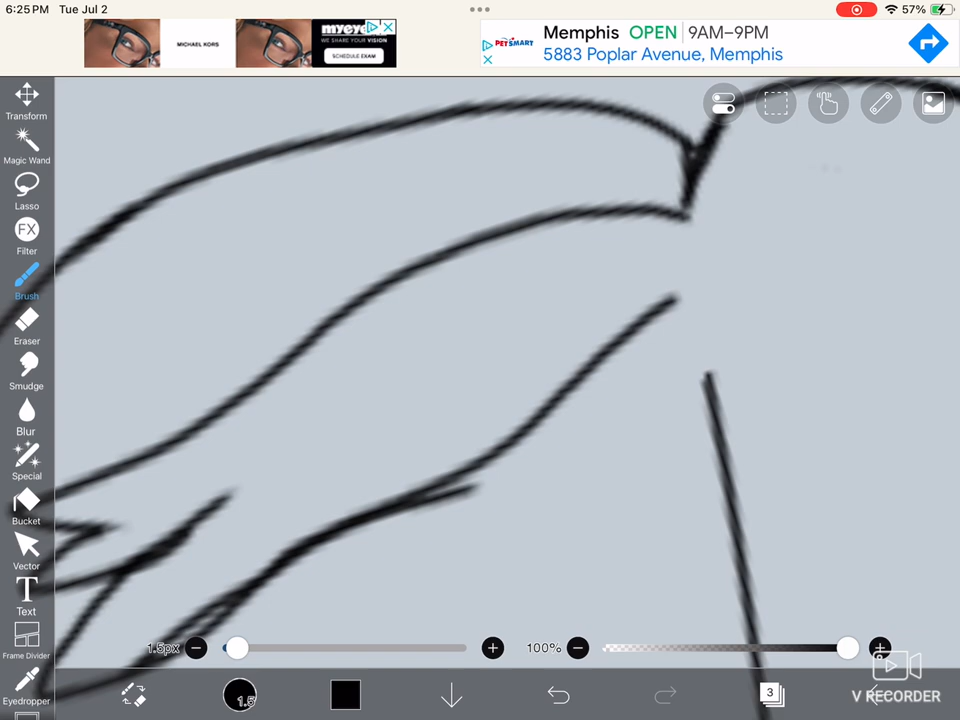 6:25 PM Tue Jul 2
57%
MICHAEL KORS
WE SHARE YOUR VISION
SCHEDULE EXAM
PETSMART
Memphis OPEN 9AM–9PM
5883 Poplar Avenue, Memphis
Transform
Magic Wand
Lasso
FX
Filter
Brush
Eraser
Smudge
Blur
Special
Bucket
Vector
T
Text
Frame Divider
Eyedropper
1.5px
100%
1.5
3
V RECORDER